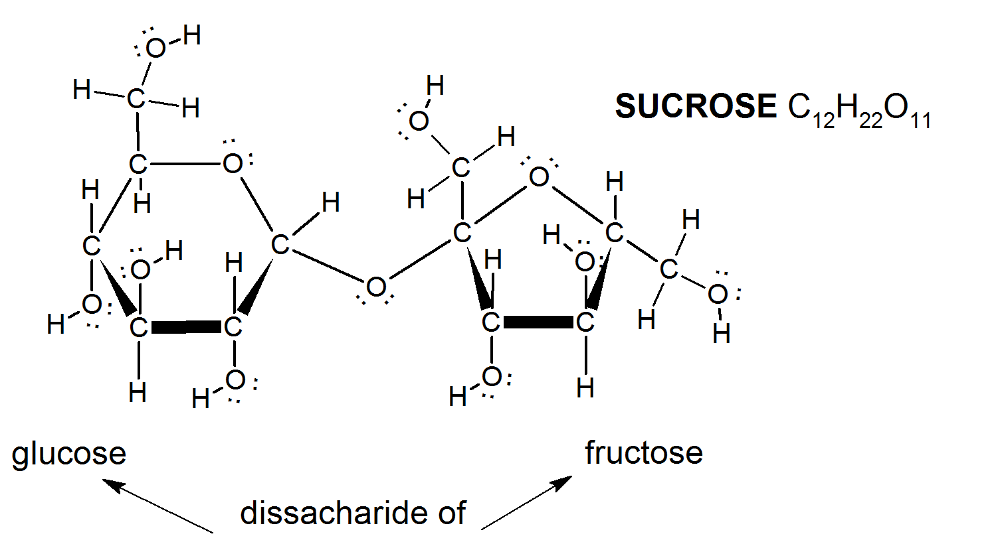 SUCROSE C₁₂H₂₂O₁₁
O H
H C H
H
O
C O
H
H C H
H
O
H
H
C H
C H O
C
H O H
C
H H O C
H
O
O
H O
C C
C C
H O
H
H H O
H O H
glucose fructose
dissacharide of